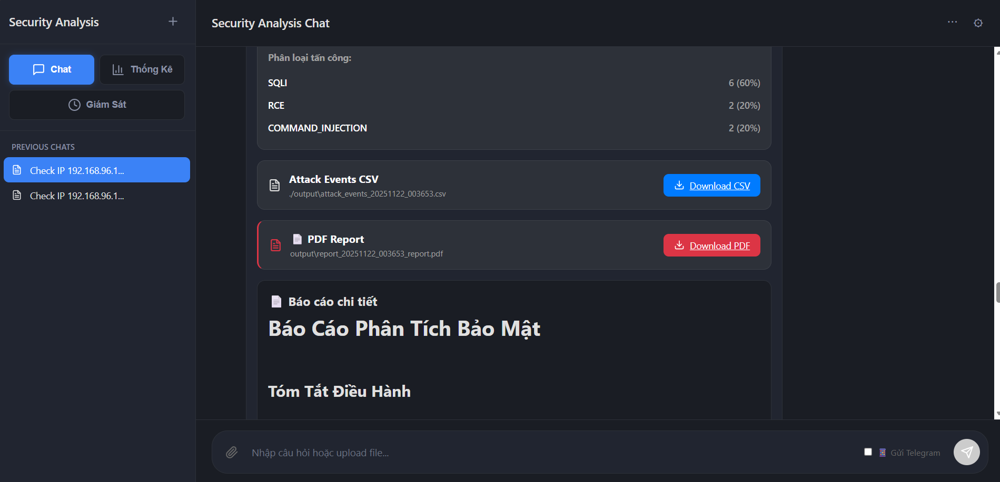 Security Analysis
Chat
Thống Kê
Giám Sát
PREVIOUS CHATS
Check IP 192.168.96.1...
Check IP 192.168.96.1...
Security Analysis Chat
Phân loại tấn công:
SQLI 6 (60%)
RCE 2 (20%)
COMMAND_INJECTION 2 (20%)
Attack Events CSV
./output\attack_events_20251122_003653.csv
Download CSV
PDF Report
output\report_20251122_003653_report.pdf
Download PDF
Báo cáo chi tiết
Báo Cáo Phân Tích Bảo Mật
Tóm Tắt Điều Hành
Nhập câu hỏi hoặc upload file...
Gửi Telegram